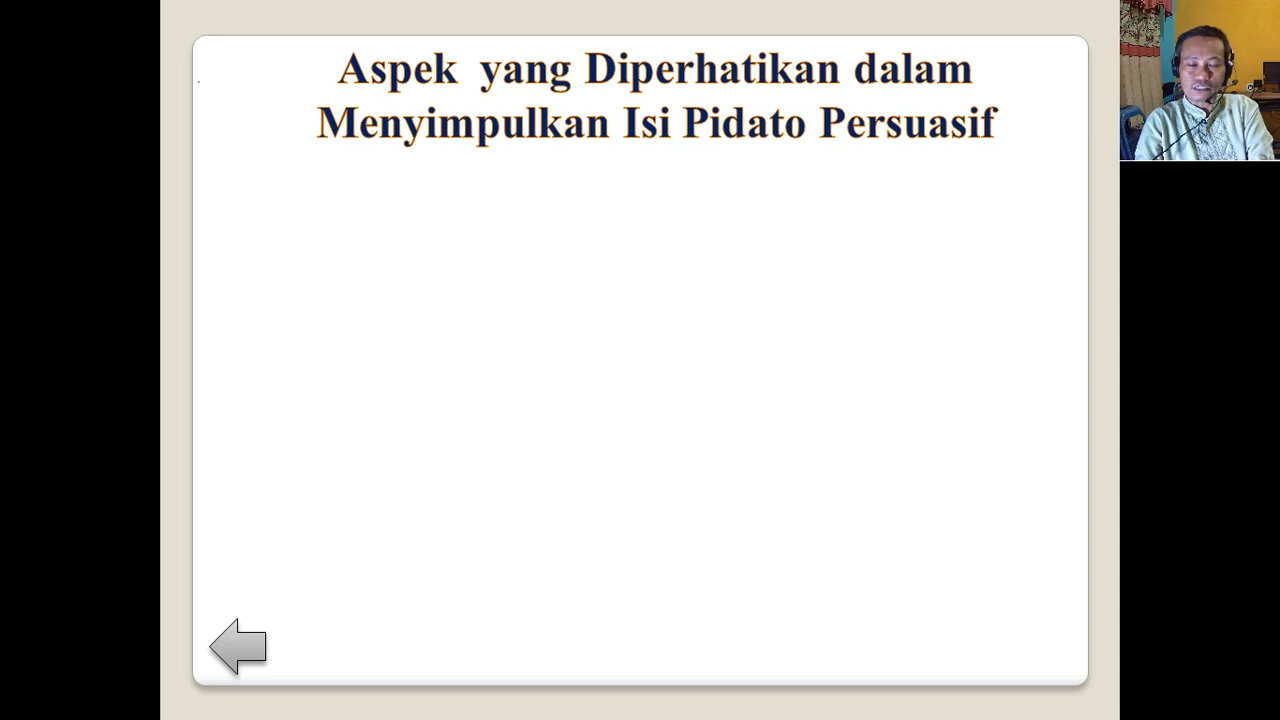 Aspek yang Diperhatikan dalam
Menyimpulkan Isi Pidato Persuasif